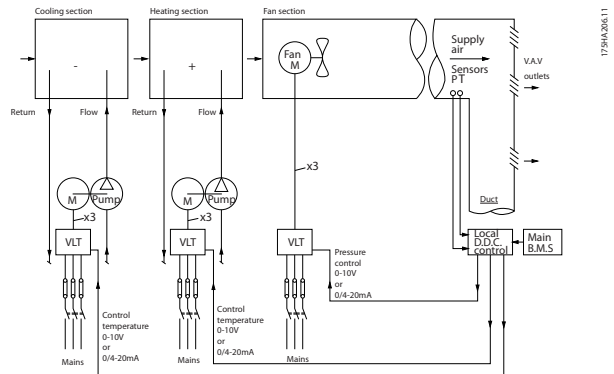 Cooling section
Heating section
Fan section
175HA206.11
-
+
Fan
M
Supply
air
Sensors
P T
V.A.V
outlets
Return
Flow
Return
Flow
x3
M
Pump
x3
M
Pump
x3
Duct
VLT
VLT
VLT
Local
D.D.C.
control
Main
B.M.S
Pressure
control
0-10V
or
0/4-20mA
Control
temperature
0-10V
or
0/4-20mA
Control
temperature
0-10V
or
0/4-20mA
Mains
Mains
Mains